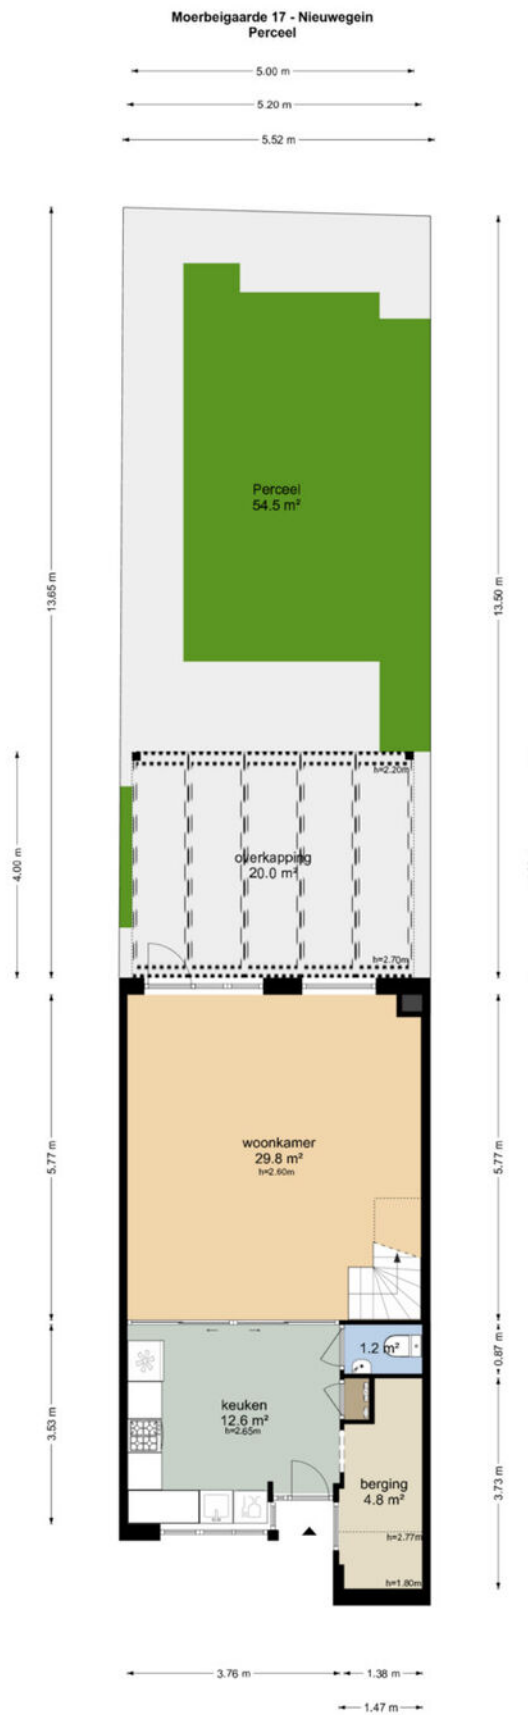 Moerbeigaarde 17 - Nieuwegein
Perceel
5.00 m
5.20 m
5.52 m
13.65 m
13.50 m
Perceel
54.5 m²
h=2.20m
4.00 m
overkapping
20.0 m²
h=2.70m
5.77 m
5.77 m
woonkamer
29.8 m²
h=2.60m
1.2 m²
0.87 m
3.53 m
keuken
12.6 m²
h=2.65m
berging
4.8 m²
3.73 m
h=2.77m
h=1.80m
3.76 m
1.38 m
1.47 m